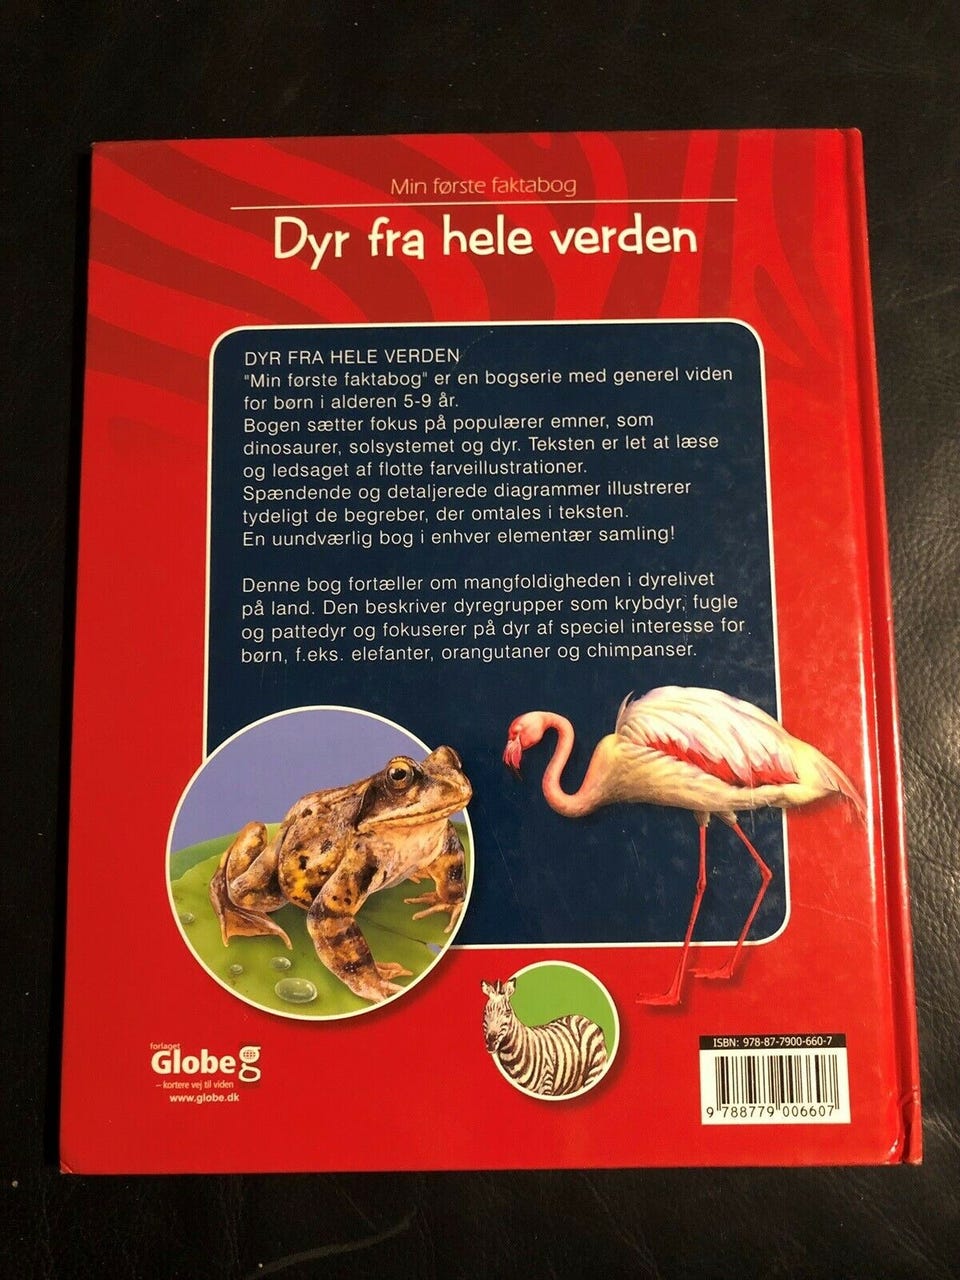 Min første faktabog
Dyr fra hele verden
DYR FRA HELE VERDEN
"Min første faktabog" er en bogserie med generel viden
for børn i alderen 5-9 år.
Bogen sætter fokus på populærer emner, som
dinosaurer, solsystemet og dyr. Teksten er let at læse
og ledsaget af flotte farveillustrationer.
Spændende og detaljerede diagrammer illustrerer
tydeligt de begreber, der omtales i teksten.
En uundværlig bog i enhver elementær samling!
Denne bog fortæller om mangfoldigheden i dyrelivet
på land. Den beskriver dyregrupper som krybdyr, fugle
og pattedyr og fokuserer på dyr af speciel interesse for
børn, f.eks. elefanter, orangutaner og chimpanser.
forlaget
Globe g
– kortere vej til viden
www.globe.dk
ISBN: 978-87-7900-660-7
9 788779 006607